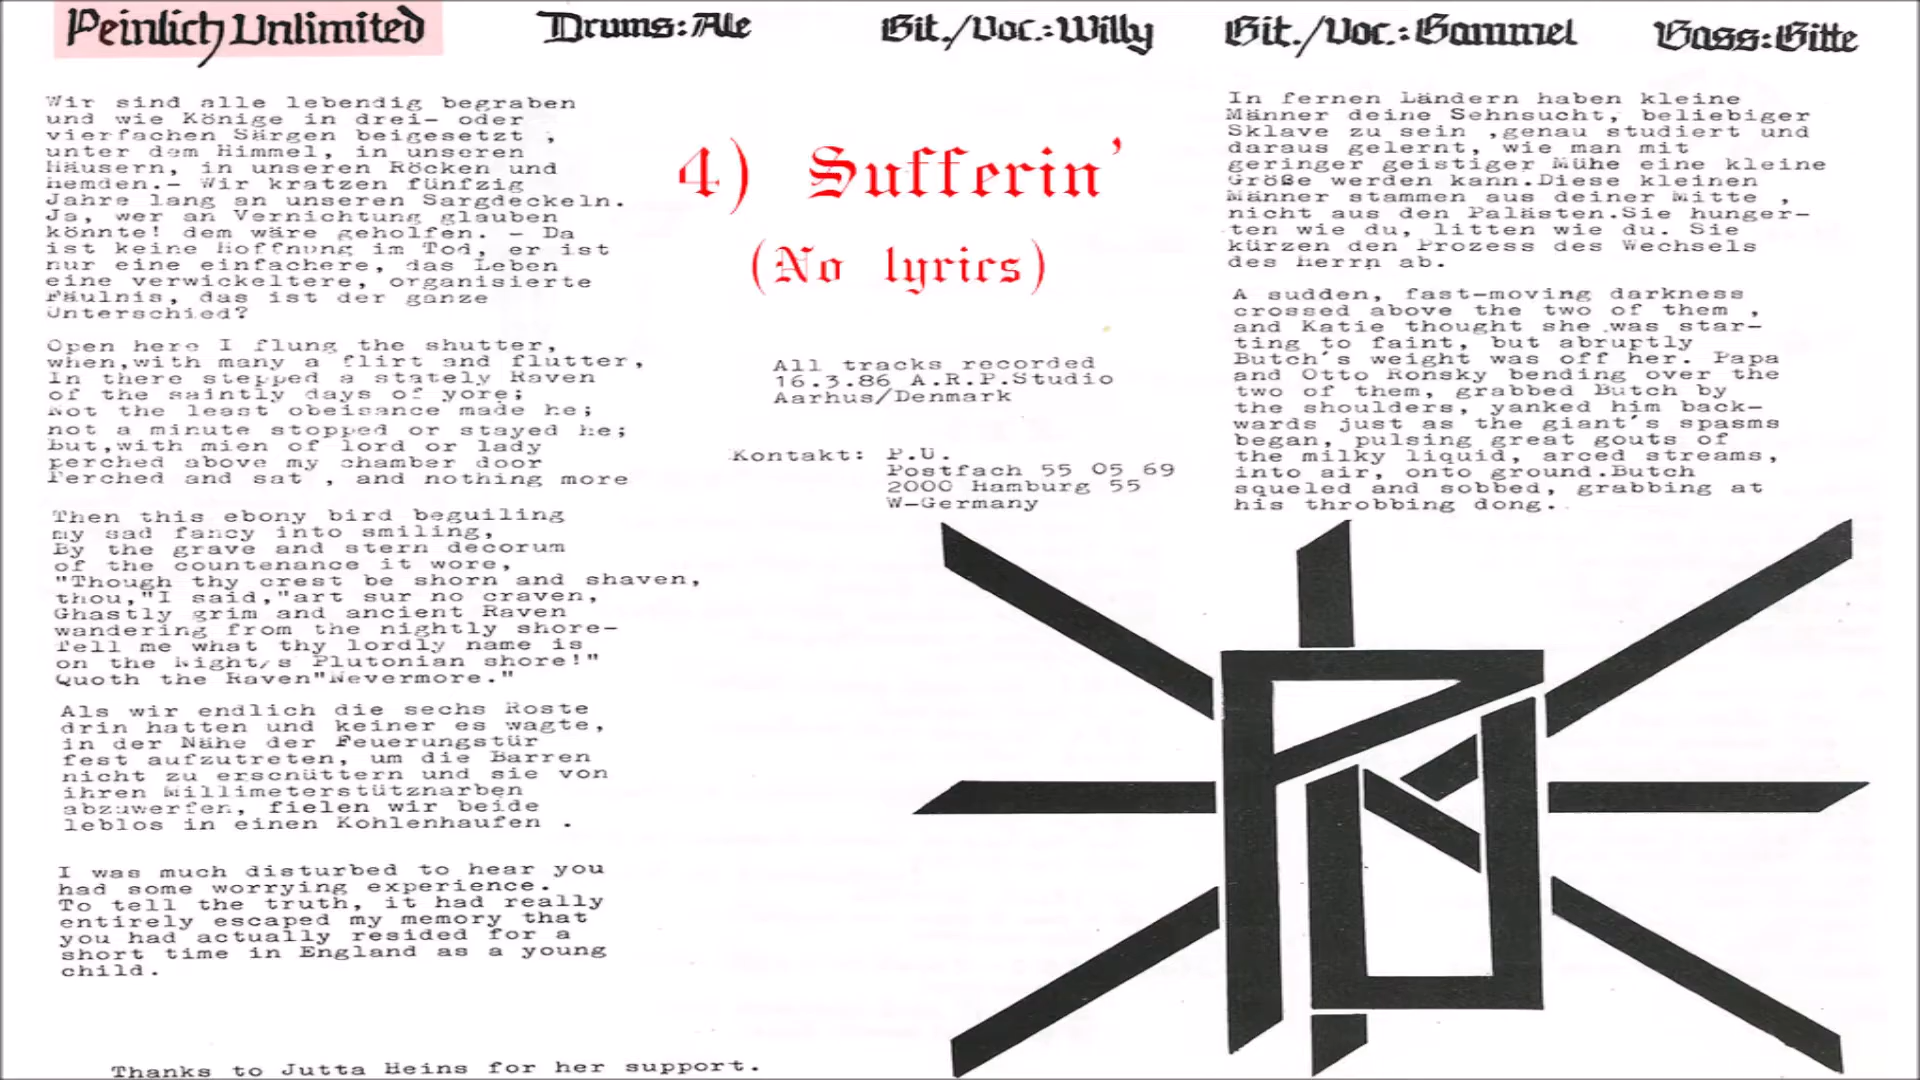 Peinlich Unlimited
Drums: Ale
Git./Voc.: Willy
Git./Voc.: Gammel
Bass: Gitte
Wir sind alle lebendig begraben
und wie Könige in drei- oder
vierfachen Särgen beigesetzt ,
unter dem Himmel, in unseren
Häusern, in unseren Röcken und
Hemden.- Wir kratzen fünfzig
Jahre lang an unseren Sargdeckeln.
Ja, wer an Vernichtung glauben
könnte! dem wäre geholfen. - Da
ist keine Hoffnung im Tod, er ist
nur eine einfachere, das Leben
eine verwickeltere, organisierte
Fäulnis, das ist der ganze
Unterschied?
Open here I flung the shutter,
when,with many a flirt and flutter,
In there stepped a stately Raven
of the saintly days of yore;
Not the least obeisance made he;
not a minute stopped or stayed he;
But,with mien of lord or lady
perched above my chamber door
Perched and sat , and nothing more
Then this ebony bird beguiling
my sad fancy into smiling,
By the grave and stern decorum
of the countenance it wore,
"Though thy crest be shorn and shaven,
thou,"I said,"art sur no craven,
Ghastly grim and ancient Raven
wandering from the nightly shore-
Tell me what thy lordly name is
on the Night's Plutonian shore!"
Quoth the Raven"Nevermore."
Als wir endlich die sechs Roste
drin hatten und keiner es wagte,
in der Nähe der Feuerungstür
fest aufzutreten, um die Barren
nicht zu erschüttern und sie von
ihren Millimeterstütznarben
abzuwerfen, fielen wir beide
leblos in einen Kohlenhaufen .
I was much disturbed to hear you
had some worrying experience.
To tell the truth, it had really
entirely escaped my memory that
you had actually resided for a
short time in England as a young
child.
Thanks to Jutta Heins for her support.
4) Sufferin'
(No lyrics)
All tracks recorded
16.3.86 A.R.P.Studio
Aarhus/Denmark
Kontakt: P.U.
Postfach 55 05 69
2000 Hamburg 55
W-Germany
In fernen Ländern haben kleine
Männer deine Sehnsucht, beliebiger
Sklave zu sein ,genau studiert und
daraus gelernt, wie man mit
geringer geistiger Mühe eine kleine
Größe werden kann.Diese kleinen
Männer stammen aus deiner Mitte ,
nicht aus den Palästen.Sie hunger-
ten wie du, litten wie du. Sie
kürzen den Prozess des Wechsels
des Herrn ab.
A sudden, fast-moving darkness
crossed above the two of them ,
and Katie thought she was star-
ting to faint, but abruptly
Butch's weight was off her. Papa
and Otto Ronsky bending over the
two of them, grabbed Butch by
the shoulders, yanked him back-
wards just as the giant's spasms
began, pulsing great gouts of
the milky liquid, arced streams,
into air, onto ground.Butch
squeled and sobbed, grabbing at
his throbbing dong.
PU